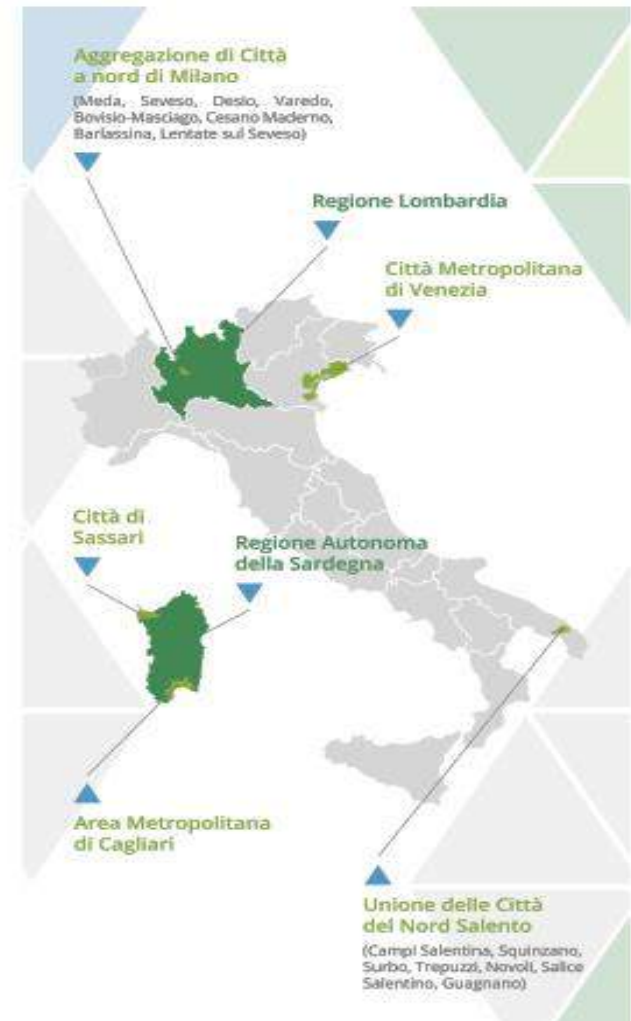 Aggregazione di Città
a nord di Milano
(Meda, Seveso, Desio, Varedo,
Bovisio-Masciago, Cesano Maderno,
Barlassina, Lentate sul Seveso)
Regione Lombardia
Città Metropolitana
di Venezia
Città di
Sassari
Regione Autonoma
della Sardegna
Area Metropolitana
di Cagliari
Unione delle Città
del Nord Salento
(Campi Salentina, Squinzano,
Surbo, Trepuzzi, Novoli, Salice
Salentino, Guagnano)